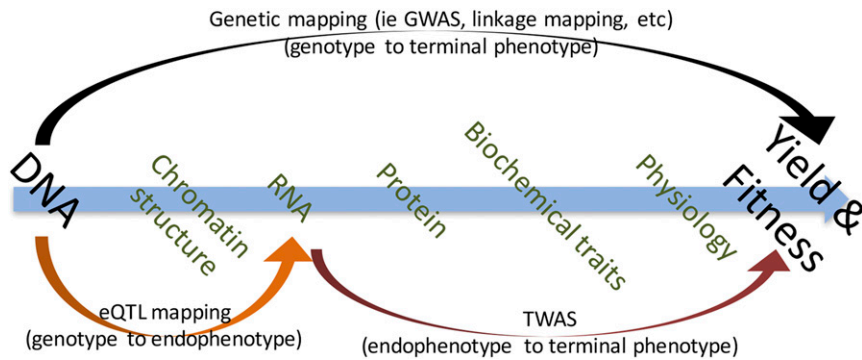 Genetic mapping (ie GWAS, linkage mapping, etc)
(genotype to terminal phenotype)
DNA
Chromatin
structure
RNA
Protein
Biochemical traits
Physiology
Yield &
Fitness
eQTL mapping
(genotype to endophenotype)
TWAS
(endophenotype to terminal phenotype)